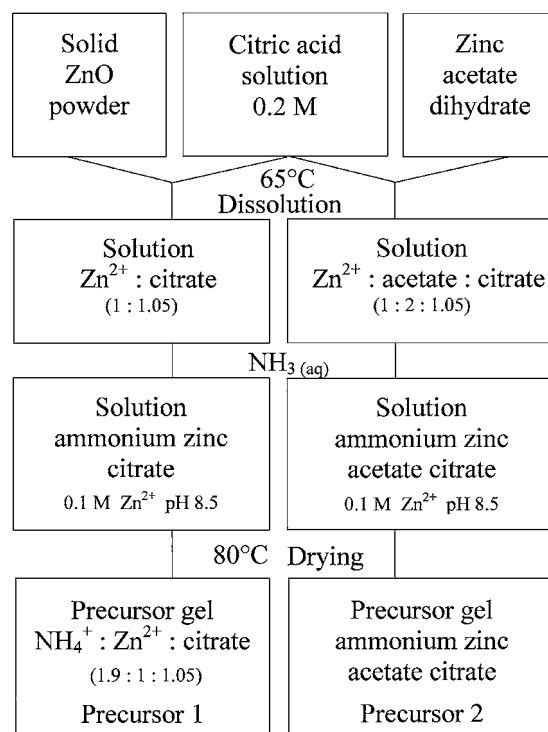 Solid
ZnO
powder
Citric acid
solution
0.2 M
Zinc
acetate
dihydrate
65°C
Dissolution
Solution
Zn²⁺ : citrate
(1 : 1.05)
Solution
Zn²⁺ : acetate : citrate
(1 : 2 : 1.05)
NH₃ (aq)
Solution
ammonium zinc
citrate
0.1 M Zn²⁺ pH 8.5
Solution
ammonium zinc
acetate citrate
0.1 M Zn²⁺ pH 8.5
80°C Drying
Precursor gel
NH₄⁺ : Zn²⁺ : citrate
(1.9 : 1 : 1.05)
Precursor 1
Precursor gel
ammonium zinc
acetate citrate
Precursor 2